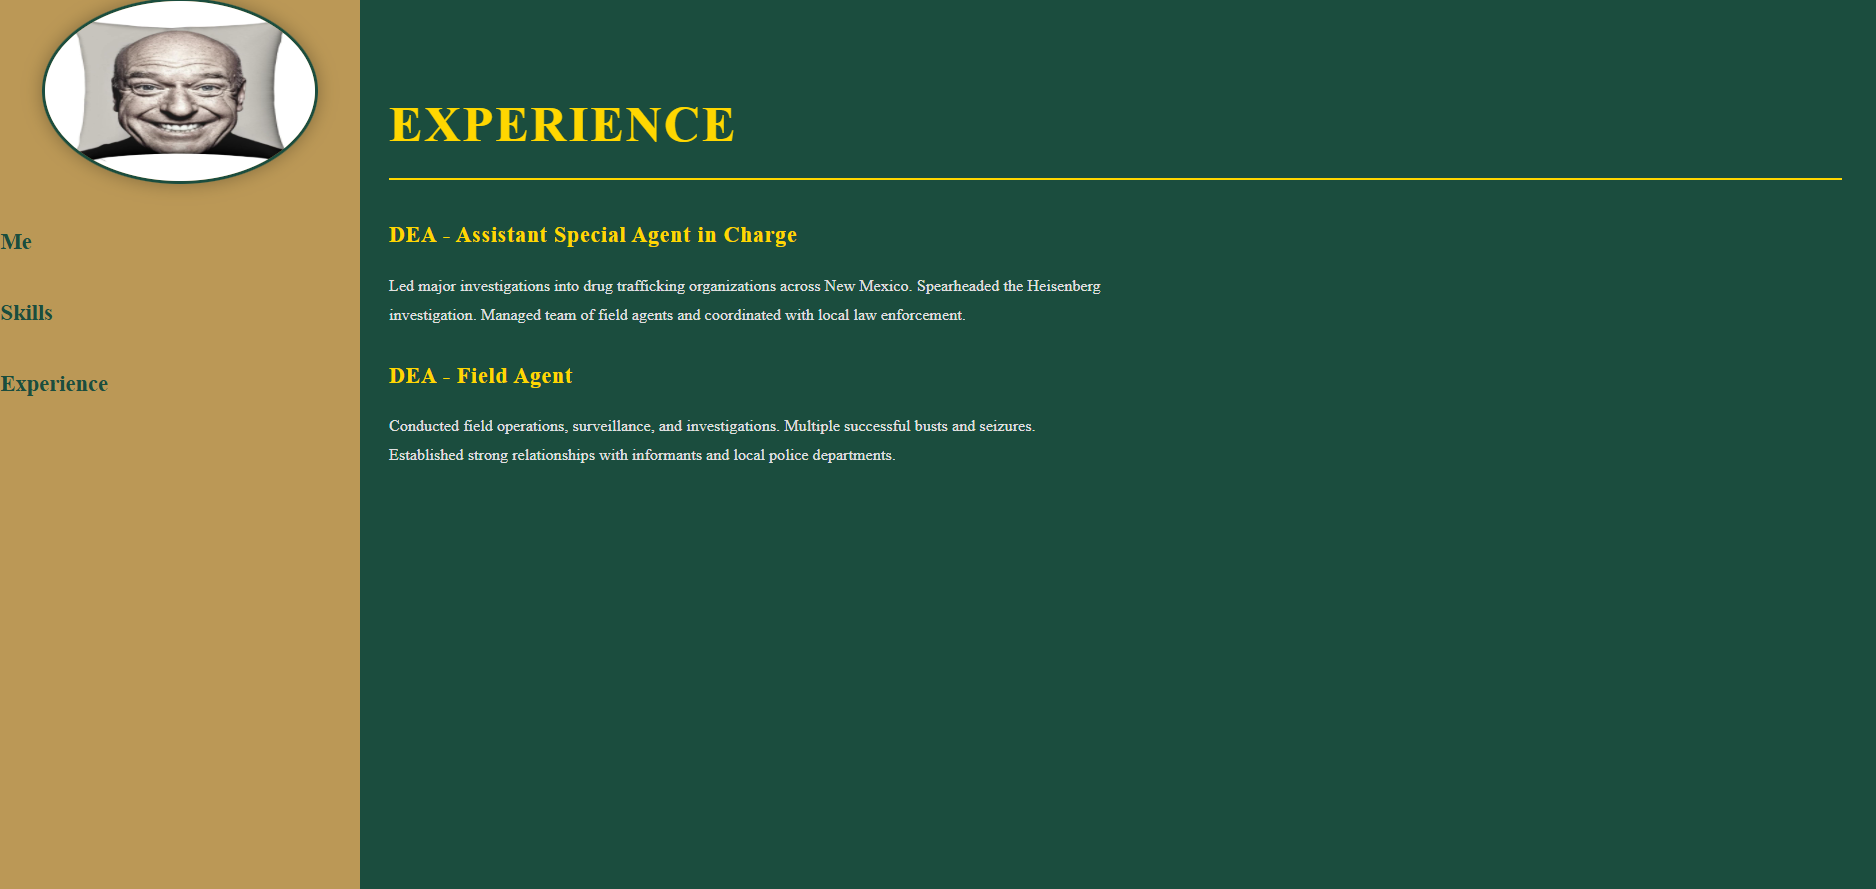 Me
Skills
Experience
EXPERIENCE
DEA - Assistant Special Agent in Charge
Led major investigations into drug trafficking organizations across New Mexico. Spearheaded the Heisenberg
investigation. Managed team of field agents and coordinated with local law enforcement.
DEA - Field Agent
Conducted field operations, surveillance, and investigations. Multiple successful busts and seizures.
Established strong relationships with informants and local police departments.